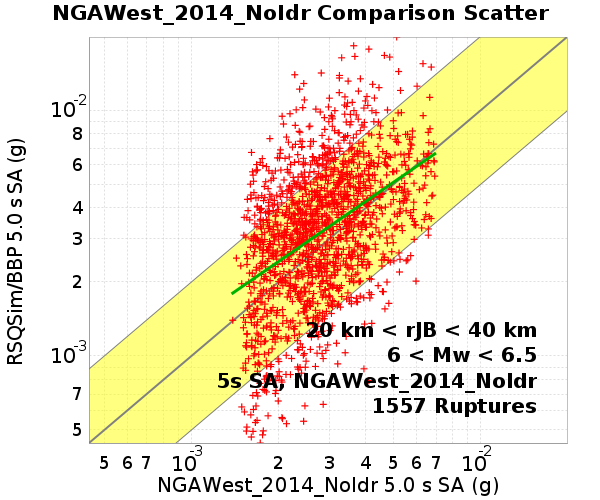 NGAWest_2014_NoIdr Comparison Scatter
RSQSim/BBP 5.0 s SA (g)
10^-2
8
6
4
3
2
10^-3
7
5
20 km < rJB < 40 km
6 < Mw < 6.5
5s SA, NGAWest_2014_NoIdr
1557 Ruptures
5 6 7 10^-3 2 3 4 5 6 7 10^-2
NGAWest_2014_NoIdr 5.0 s SA (g)